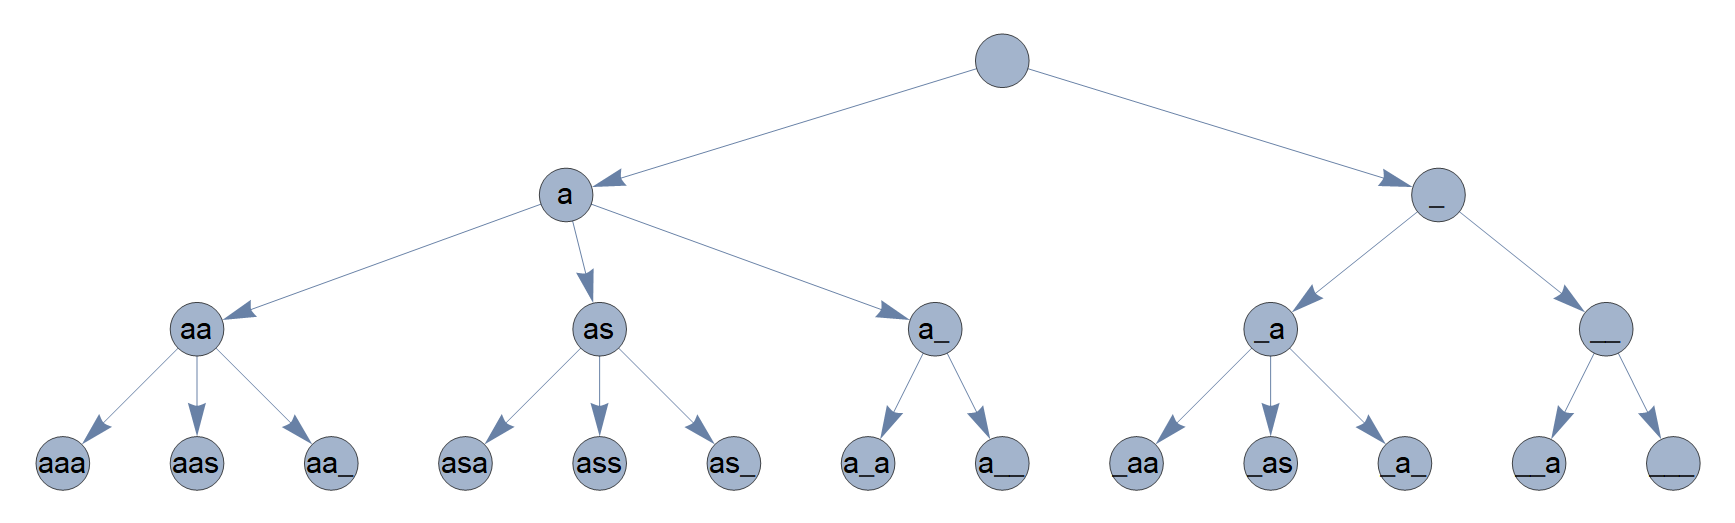 a _
aa as a_ _a __
aaa aas aa_ asa ass as_ a_a a__ _aa _as _a_ __a ___